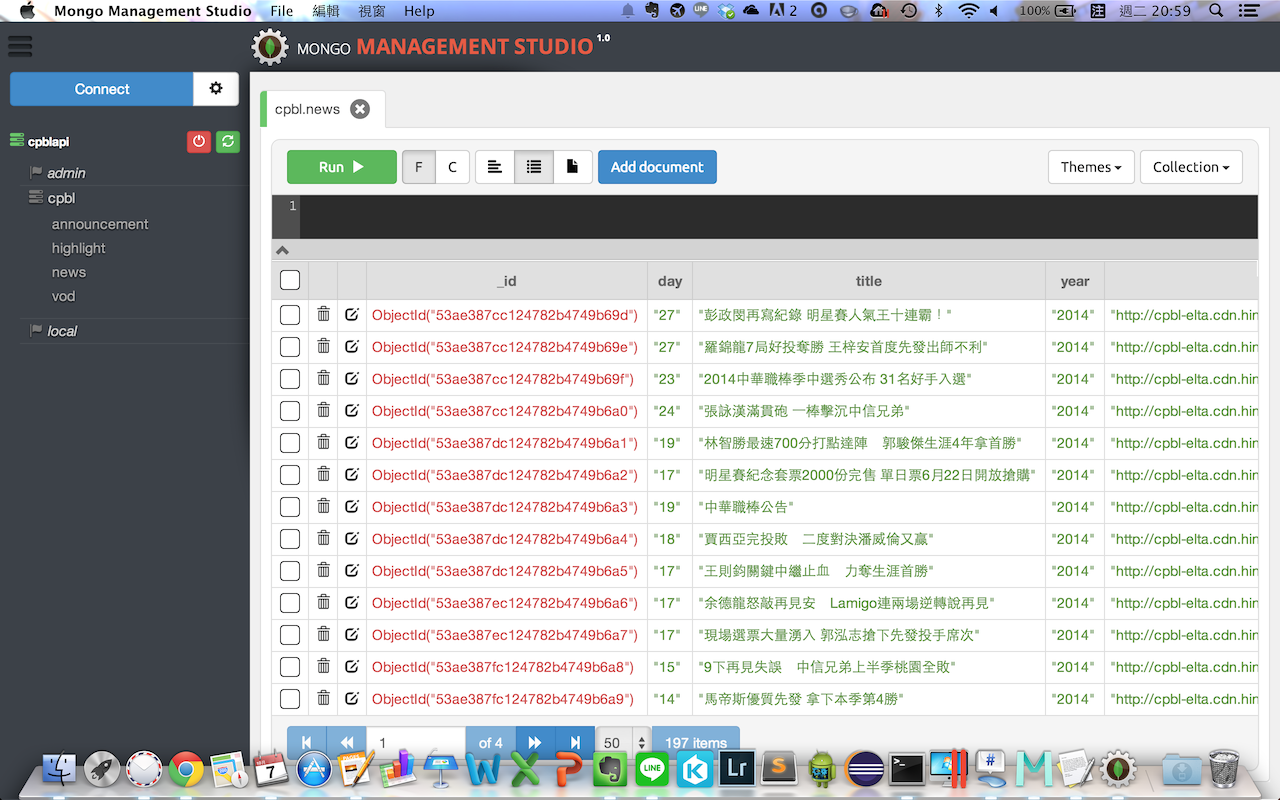 Mongo Management Studio File 編輯 視窗 Help LINE 2 100% 注 週二 20:59
MONGO MANAGEMENT STUDIO 1.0
Connect
cpblapi
admin
cpbl
announcement
highlight
news
vod
local
cpbl.news
Run F C Add document Themes Collection
1
_id day title year
ObjectId("53ae387cc124782b4749b69d") "27" "彭政閔再寫紀錄 明星賽人氣王十連霸！" "2014" "http://cpbl-elta.cdn.hin
ObjectId("53ae387cc124782b4749b69e") "27" "羅錦龍7局好投奪勝 王梓安首度先發出師不利" "2014" "http://cpbl-elta.cdn.hin
ObjectId("53ae387cc124782b4749b69f") "23" "2014中華職棒季中選秀公布 31名好手入選" "2014" "http://cpbl-elta.cdn.hin
ObjectId("53ae387cc124782b4749b6a0") "24" "張詠漢滿貫砲 一棒擊沉中信兄弟" "2014" "http://cpbl-elta.cdn.hin
ObjectId("53ae387dc124782b4749b6a1") "19" "林智勝最速700分打點達陣　郭駿傑生涯4年拿首勝" "2014" "http://cpbl-elta.cdn.hin
ObjectId("53ae387dc124782b4749b6a2") "17" "明星賽紀念套票2000份完售 單日票6月22日開放搶購" "2014" "http://cpbl-elta.cdn.hin
ObjectId("53ae387dc124782b4749b6a3") "19" "中華職棒公告" "2014" "http://cpbl-elta.cdn.hin
ObjectId("53ae387dc124782b4749b6a4") "18" "賈西亞完投敗　二度對決潘威倫又贏" "2014" "http://cpbl-elta.cdn.hin
ObjectId("53ae387dc124782b4749b6a5") "17" "王則鈞關鍵中繼止血　力奪生涯首勝" "2014" "http://cpbl-elta.cdn.hin
ObjectId("53ae387ec124782b4749b6a6") "17" "余德龍怒敲再見安　Lamigo連兩場逆轉說再見" "2014" "http://cpbl-elta.cdn.hin
ObjectId("53ae387ec124782b4749b6a7") "17" "現場選票大量湧入 郭泓志搶下先發投手席次" "2014" "http://cpbl-elta.cdn.hin
ObjectId("53ae387fc124782b4749b6a8") "15" "9下再見失誤　中信兄弟上半季桃園全敗" "2014" "http://cpbl-elta.cdn.hin
ObjectId("53ae387fc124782b4749b6a9") "14" "馬帝斯優質先發 拿下本季第4勝" "2014" "http://cpbl-elta.cdn.hin
1 of 4 50 197 items
7 LINE Lr S #